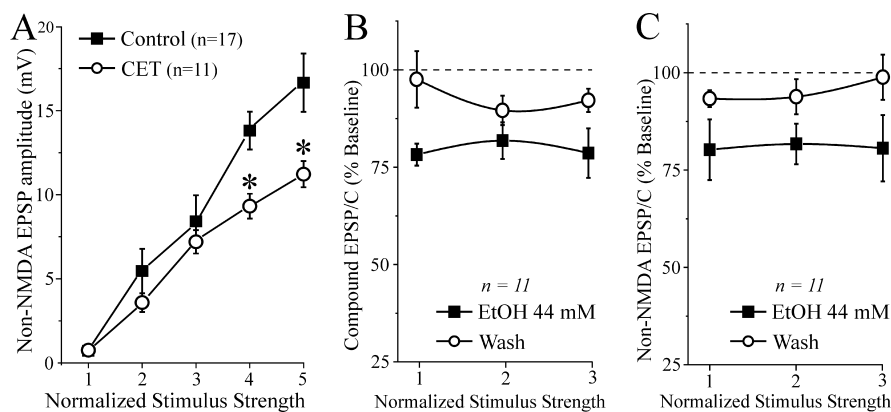 A
Non-NMDA EPSP amplitude (mV)
20
15
10
5
0
Control (n=17)
CET (n=11)
*
*
1 2 3 4 5
Normalized Stimulus Strength
B
Compound EPSP/C (% Baseline)
100
75
50
25
n = 11
EtOH 44 mM
Wash
1 2 3
Normalized Stimulus Strength
C
Non-NMDA EPSP/C (% Baseline)
100
75
50
25
n = 11
EtOH 44 mM
Wash
1 2 3
Normalized Stimulus Strength